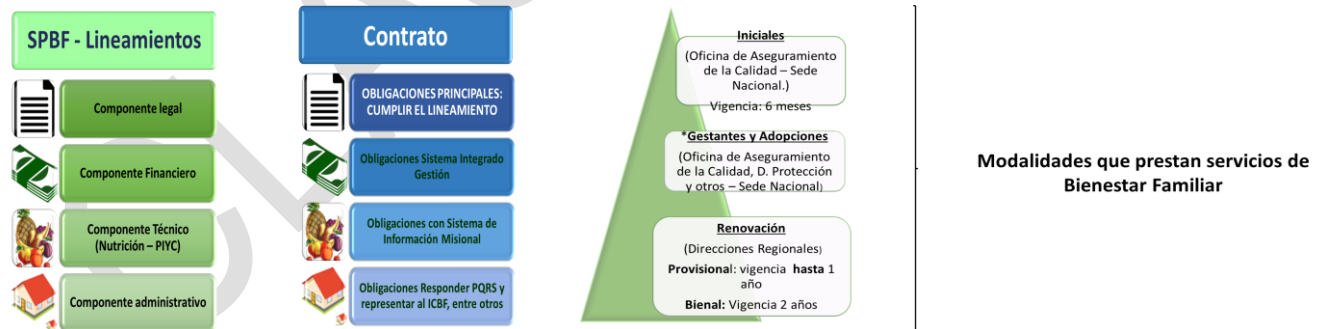 SPBF - Lineamientos
Componente legal
Componente Financiero
Componente Técnico
(Nutrición – PIYC)
Componente administrativo
Contrato
OBLIGACIONES PRINCIPALES:
CUMPLIR EL LINEAMIENTO
Obligaciones Sistema Integrado
Gestión
Obligaciones con Sistema de
Información Misional
Obligaciones Responder PQRS y
representar al ICBF, entre otros
Iniciales
(Oficina de Aseguramiento
de la Calidad – Sede
Nacional.)
Vigencia: 6 meses
*Gestantes y Adopciones
(Oficina de Aseguramiento
de la Calidad, D. Protección
y otros – Sede Nacional)
Renovación
(Direcciones Regionales)
Provisional: vigencia hasta 1
año
Bienal: Vigencia 2 años
Modalidades que prestan servicios de
Bienestar Familiar